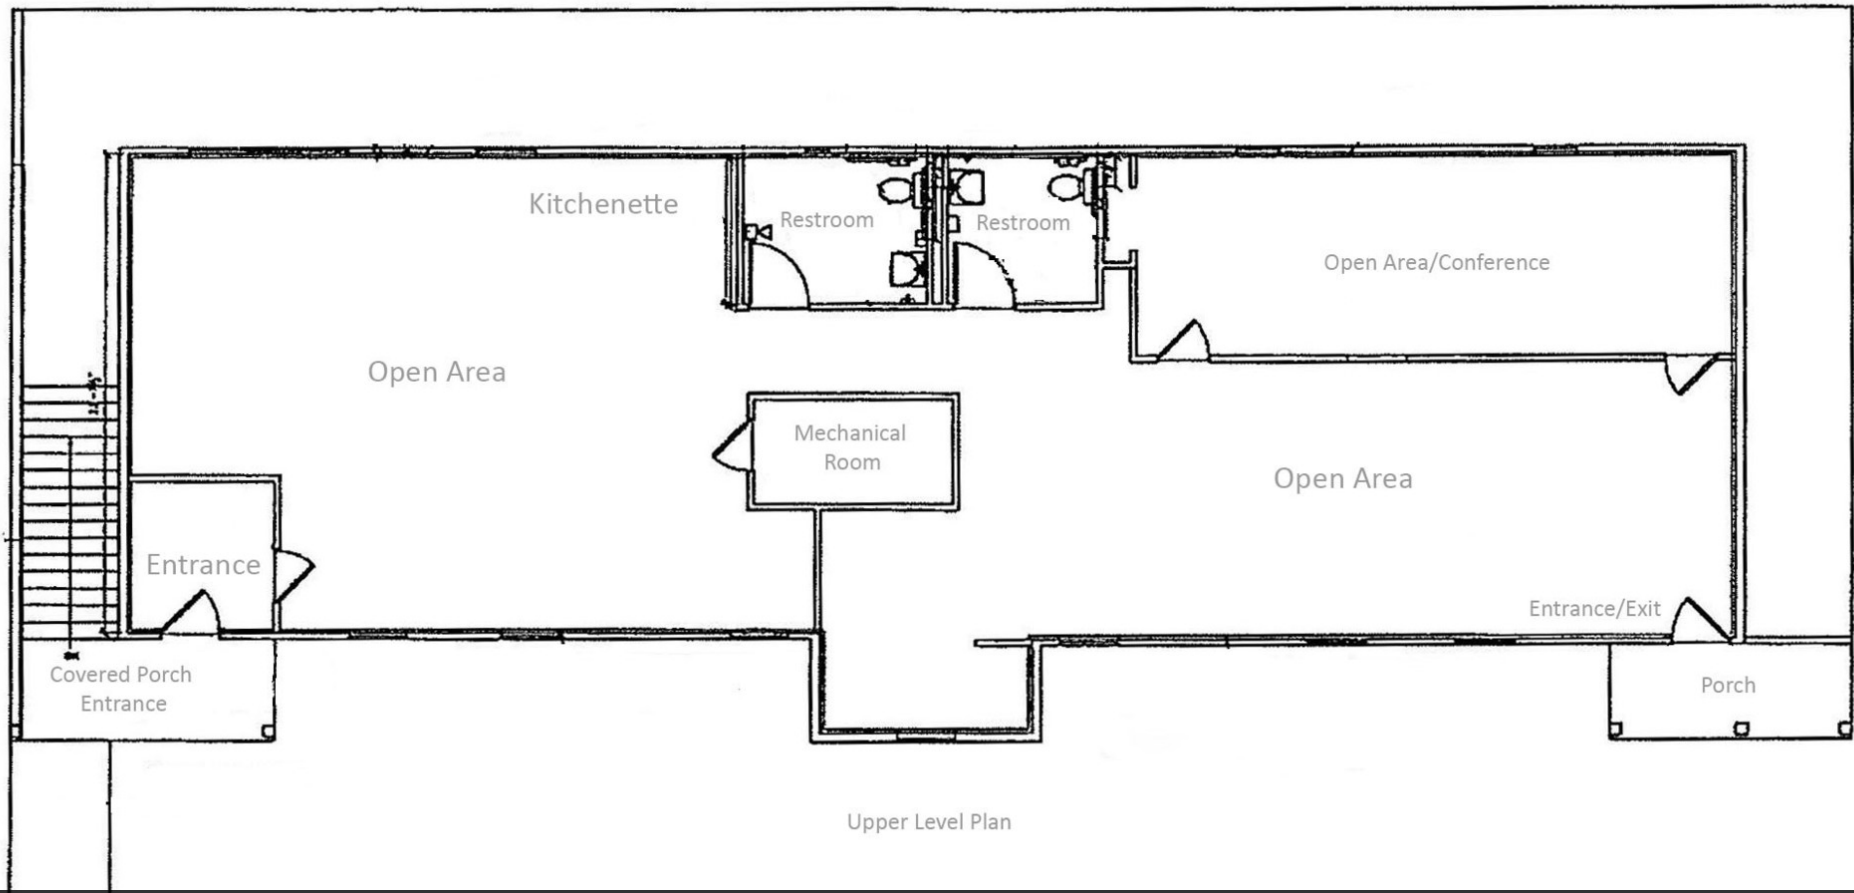 Kitchenette
Restroom
Restroom
Open Area/Conference
Open Area
Mechanical
Room
Open Area
Entrance
Entrance/Exit
Covered Porch
Entrance
Porch
Upper Level Plan